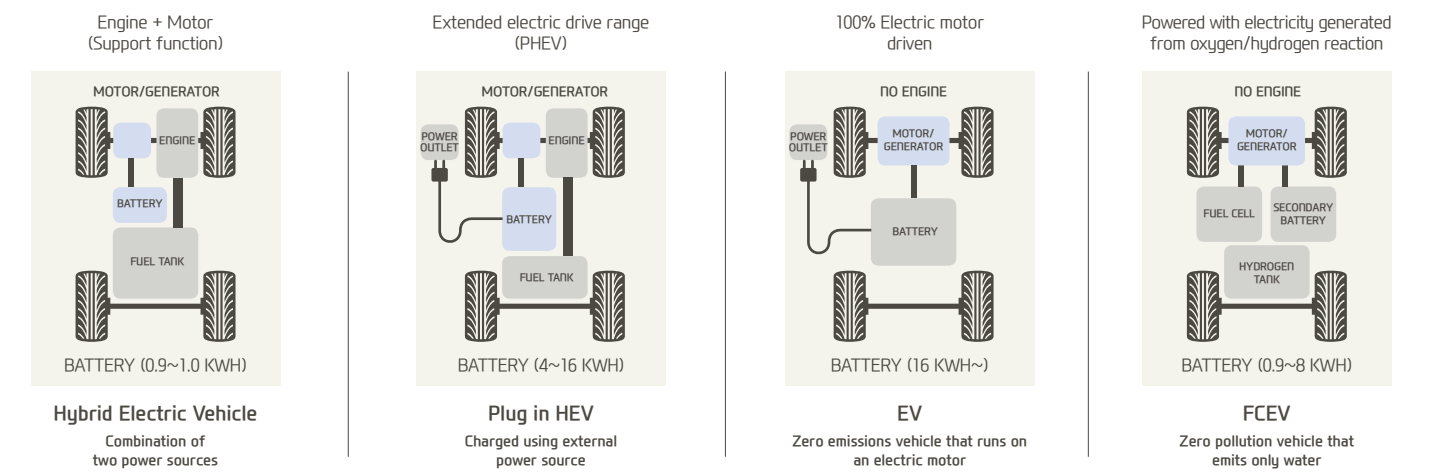 Engine + Motor
(Support function)
MOTOR/GENERATOR
ENGINE
BATTERY
FUEL TANK
BATTERY (0.9~1.0 KWH)
Hybrid Electric Vehicle
Combination of
two power sources
Extended electric drive range
(PHEV)
MOTOR/GENERATOR
POWER
OUTLET
ENGINE
BATTERY
FUEL TANK
BATTERY (4~16 KWH)
Plug in HEV
Charged using external
power source
100% Electric motor
driven
NO ENGINE
POWER
OUTLET
MOTOR/
GENERATOR
BATTERY
BATTERY (16 KWH~)
EV
Zero emissions vehicle that runs on
an electric motor
Powered with electricity generated
from oxygen/hydrogen reaction
NO ENGINE
MOTOR/
GENERATOR
FUEL CELL
SECONDARY
BATTERY
HYDROGEN
TANK
BATTERY (0.9~8 KWH)
FCEV
Zero pollution vehicle that
emits only water